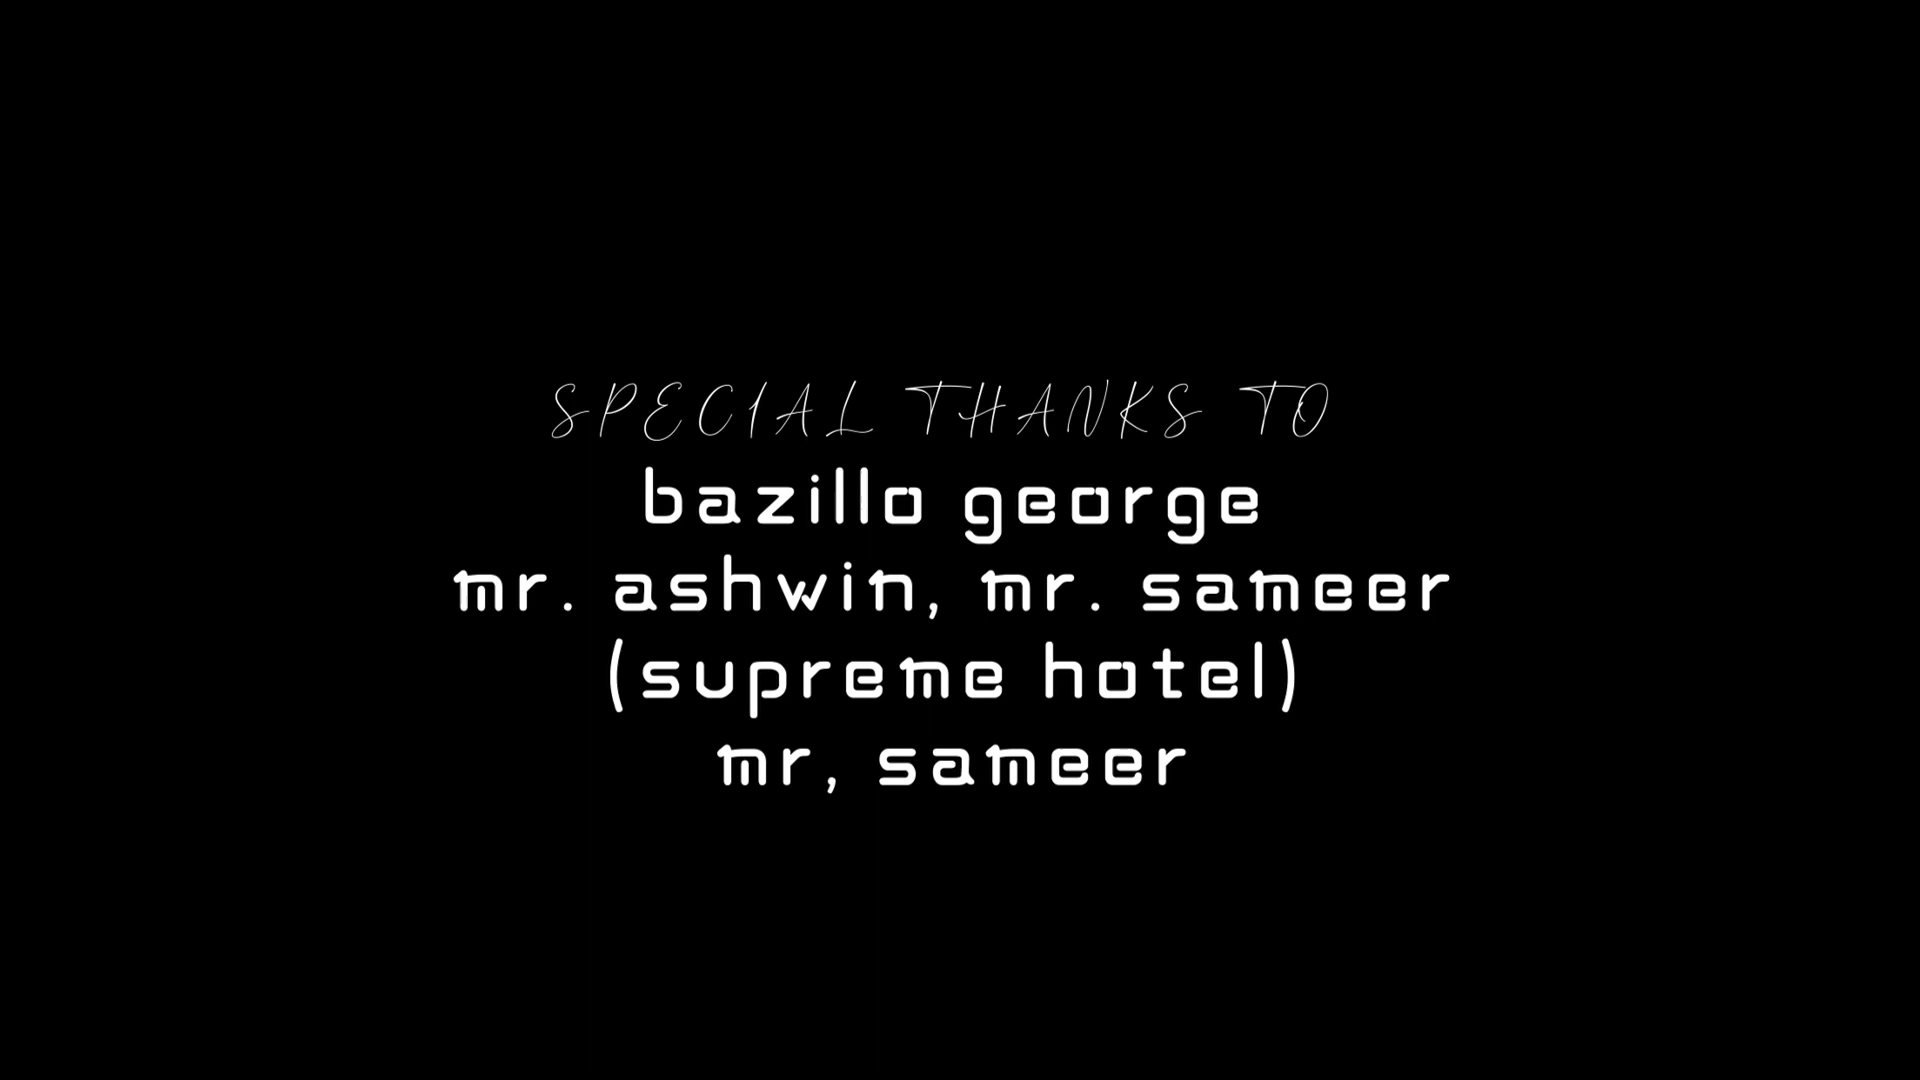 SPECIAL THANKS TO
bazillo george
mr. ashwin, mr. sameer
(supreme hotel)
mr, sameer